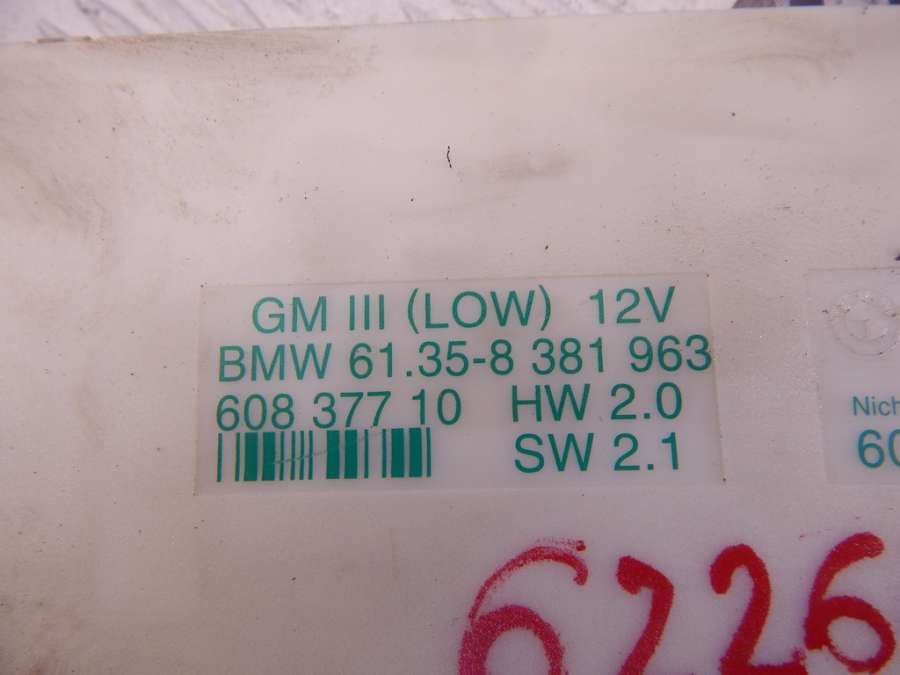 GM III (LOW) 12V
BMW 61.35-8 381 963
608 377 10 HW 2.0
SW 2.1
Nich
60
6226